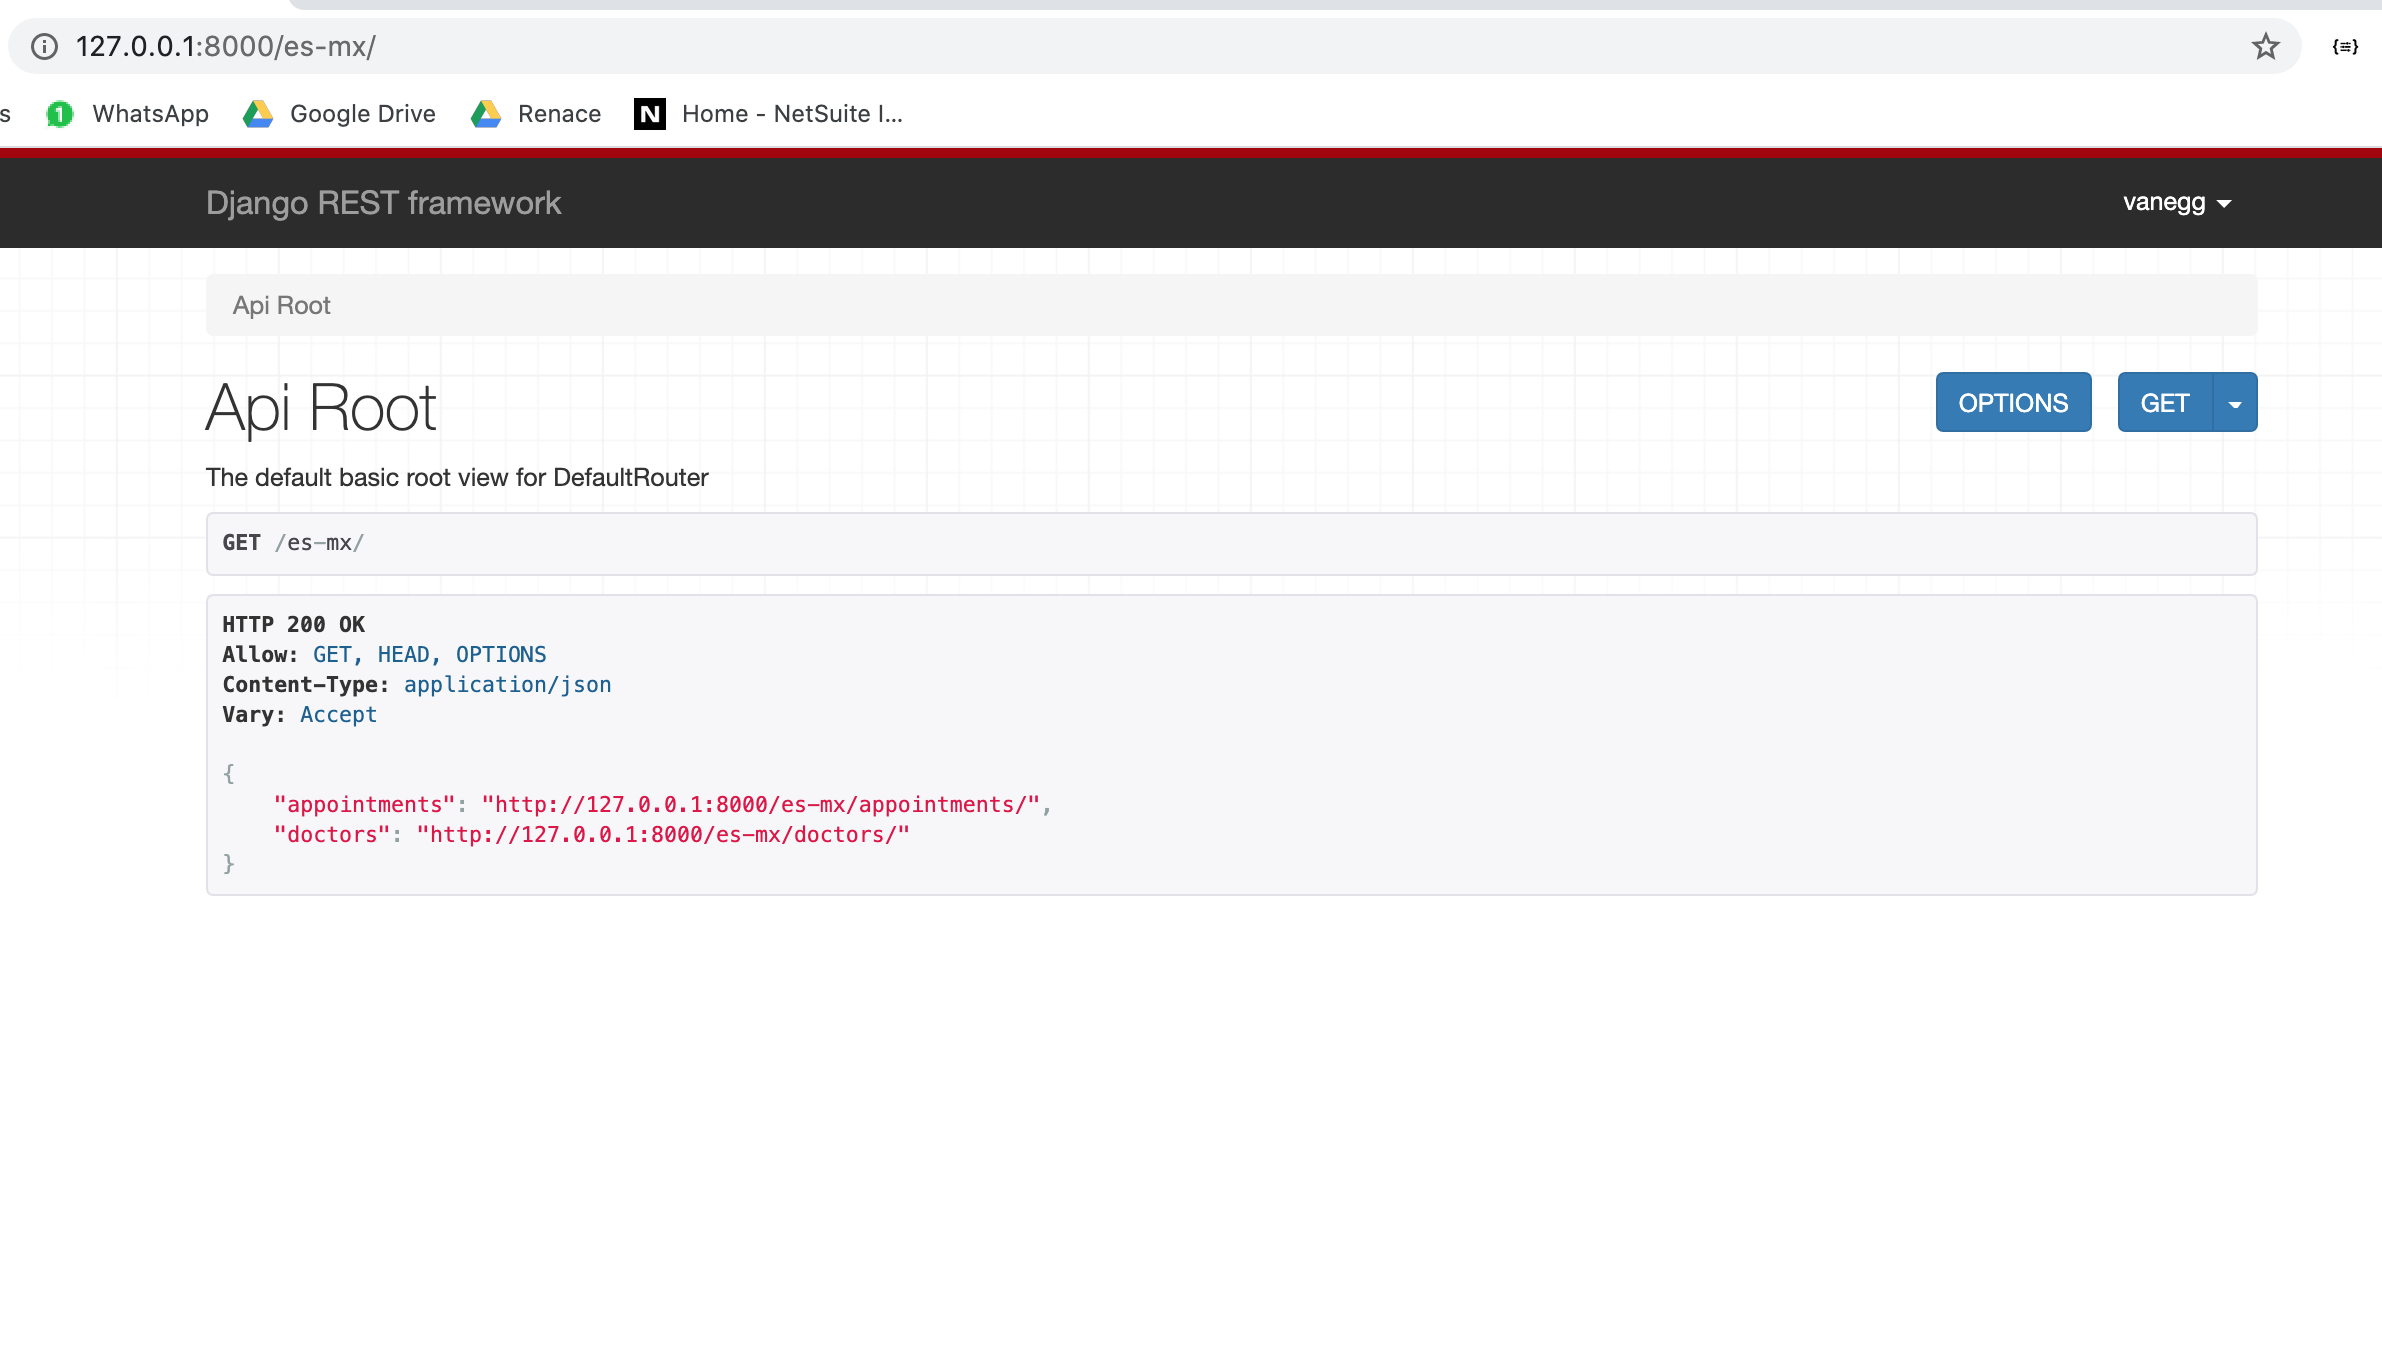 127.0.0.1:8000/es-mx/
s WhatsApp Google Drive Renace N Home - NetSuite I...
Django REST framework vanegg
Api Root
Api Root OPTIONS GET
The default basic root view for DefaultRouter
GET /es-mx/
HTTP 200 OK
Allow: GET, HEAD, OPTIONS
Content-Type: application/json
Vary: Accept
{
"appointments": "http://127.0.0.1:8000/es-mx/appointments/",
"doctors": "http://127.0.0.1:8000/es-mx/doctors/"
}